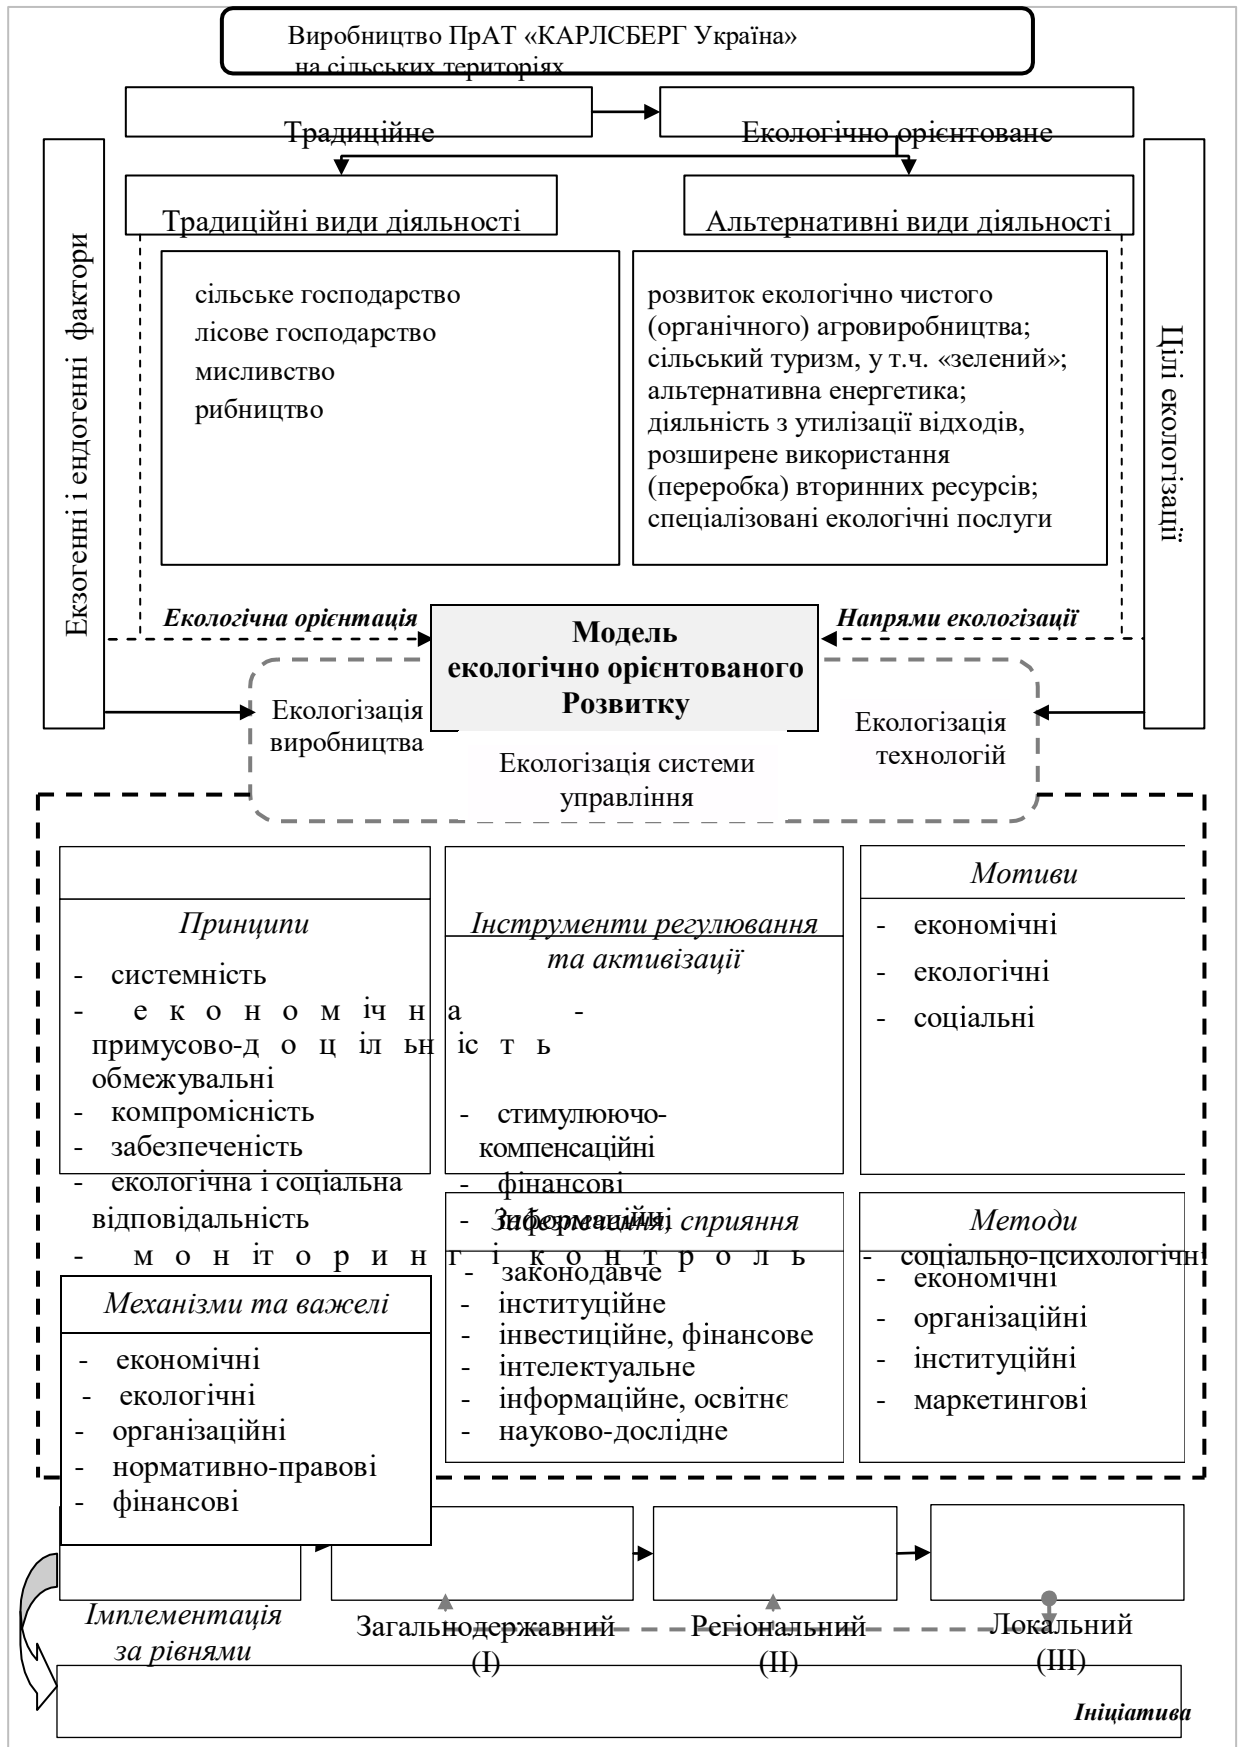 Виробництво ПрАТ «КАРЛСБЕРГ Україна»
на сільських територіях
Традиційне
Екологічно орієнтоване
Традиційні види діяльності
Альтернативні види діяльності
Екзогенні і ендогенні фактори
Цілі екологізації
сільське господарство
лісове господарство
мисливство
рибництво
розвиток екологічно чистого
(органічного) агровиробництва;
сільський туризм, у т.ч. «зелений»;
альтернативна енергетика;
діяльність з утилізації відходів,
розширене використання
(переробка) вторинних ресурсів;
спеціалізовані екологічні послуги
Екологічна орієнтація
Модель
екологічно орієнтованого
Розвитку
Напрями екологізації
Екологізація
виробництва
Екологізація системи
управління
Екологізація
технологій
Принципи
- системність
- е к о н о м іч н а -
примусово-д о ц іл ьн іс т ь
обмежувальні
- компромісність
- забезпеченість
- екологічна і соціальна
відповідальність
- м о н іто р и н г і к о н т р о л ь
Інструменти регулювання
та активізації
- стимулюючо-
компенсаційні
- фінансові
- інформаційні
Мотиви
- економічні
- екологічні
- соціальні
Механізми та важелі
- економічні
- екологічні
- організаційні
- нормативно-правові
- фінансові
Забезпечення, сприяння
- законодавче
- інституційне
- інвестиційне, фінансове
- інтелектуальне
- інформаційне, освітнє
- науково-дослідне
Методи
- соціально-психологічні
- економічні
- організаційні
- інституційні
- маркетингові
Імплементація
за рівнями
Загальнодержавний
(І)
Регіональний
(ІІ)
Локальний
(ІІІ)
Ініціатива